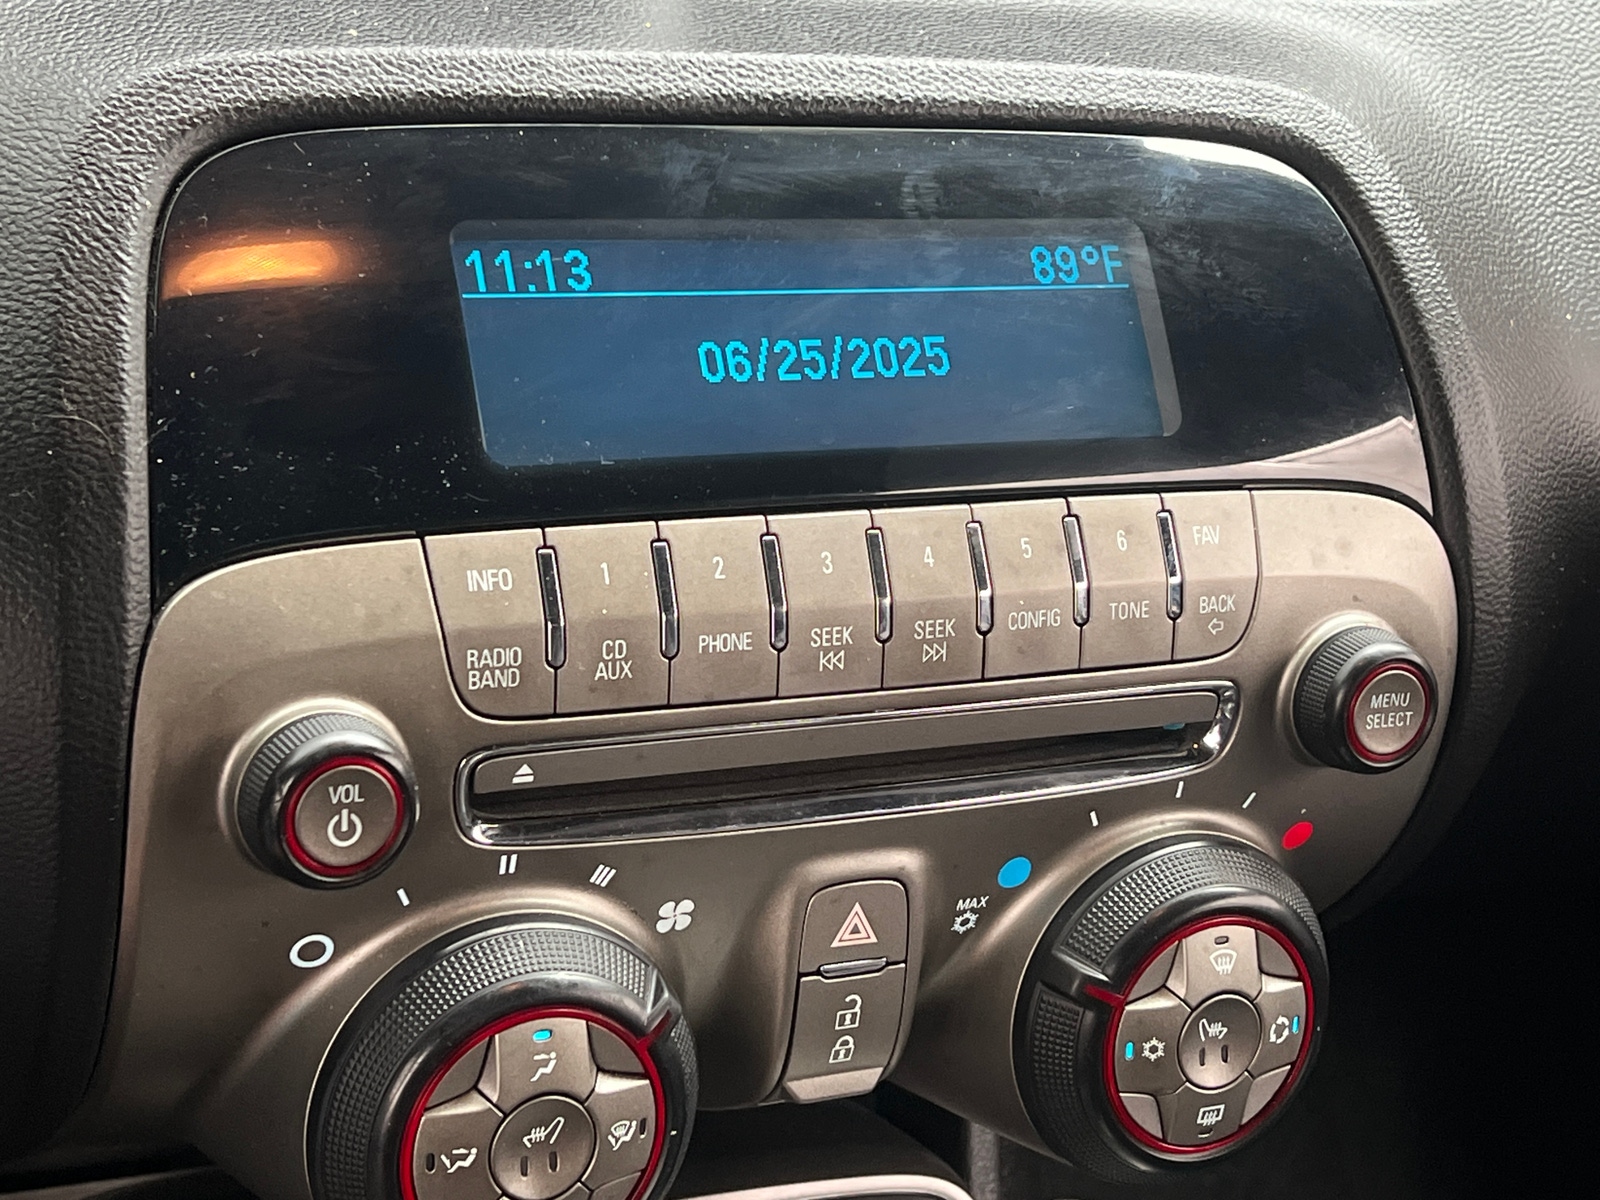 11:13 89°F
06/25/2025
INFO 1 2 3 4 5 6 FAV
RADIO BAND CD AUX PHONE SEEK SEEK CONFIG TONE BACK
VOL
MENU SELECT
MAX